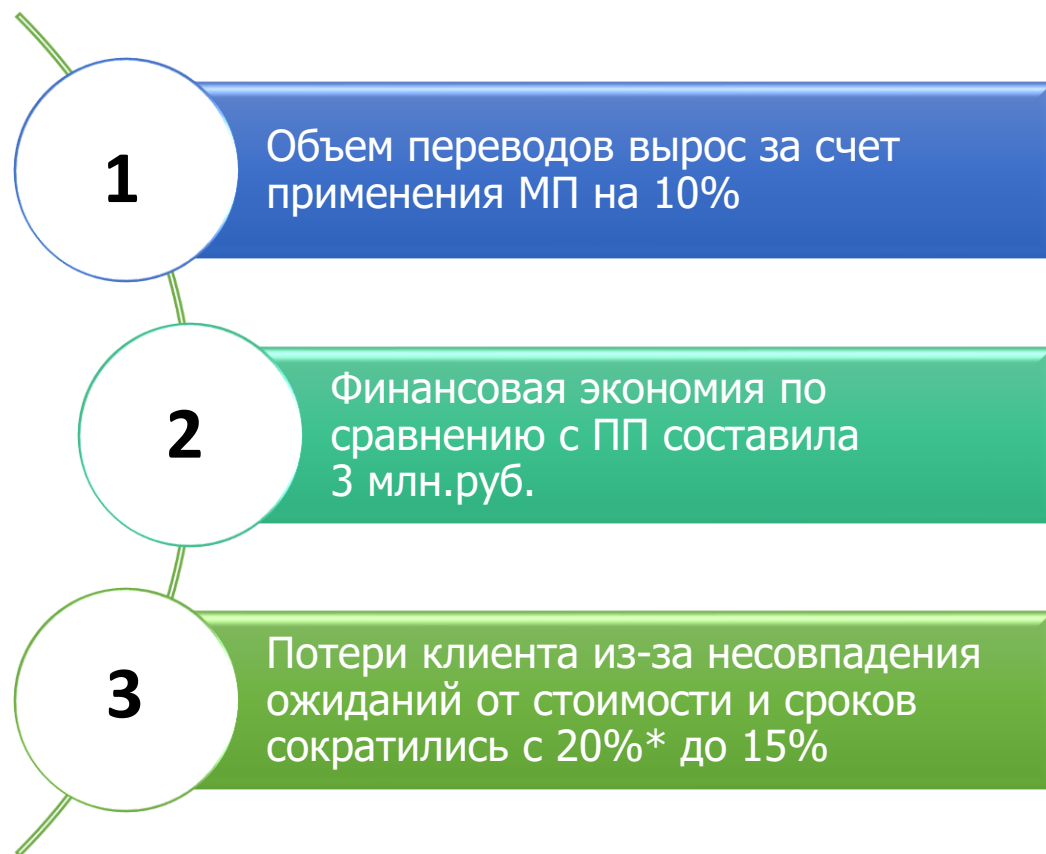 1
Объем переводов вырос за счет
применения МП на 10%
2
Финансовая экономия по
сравнению с ПП составила
3 млн.руб.
3
Потери клиента из-за несовпадения
ожиданий от стоимости и сроков
сократились с 20%* до 15%